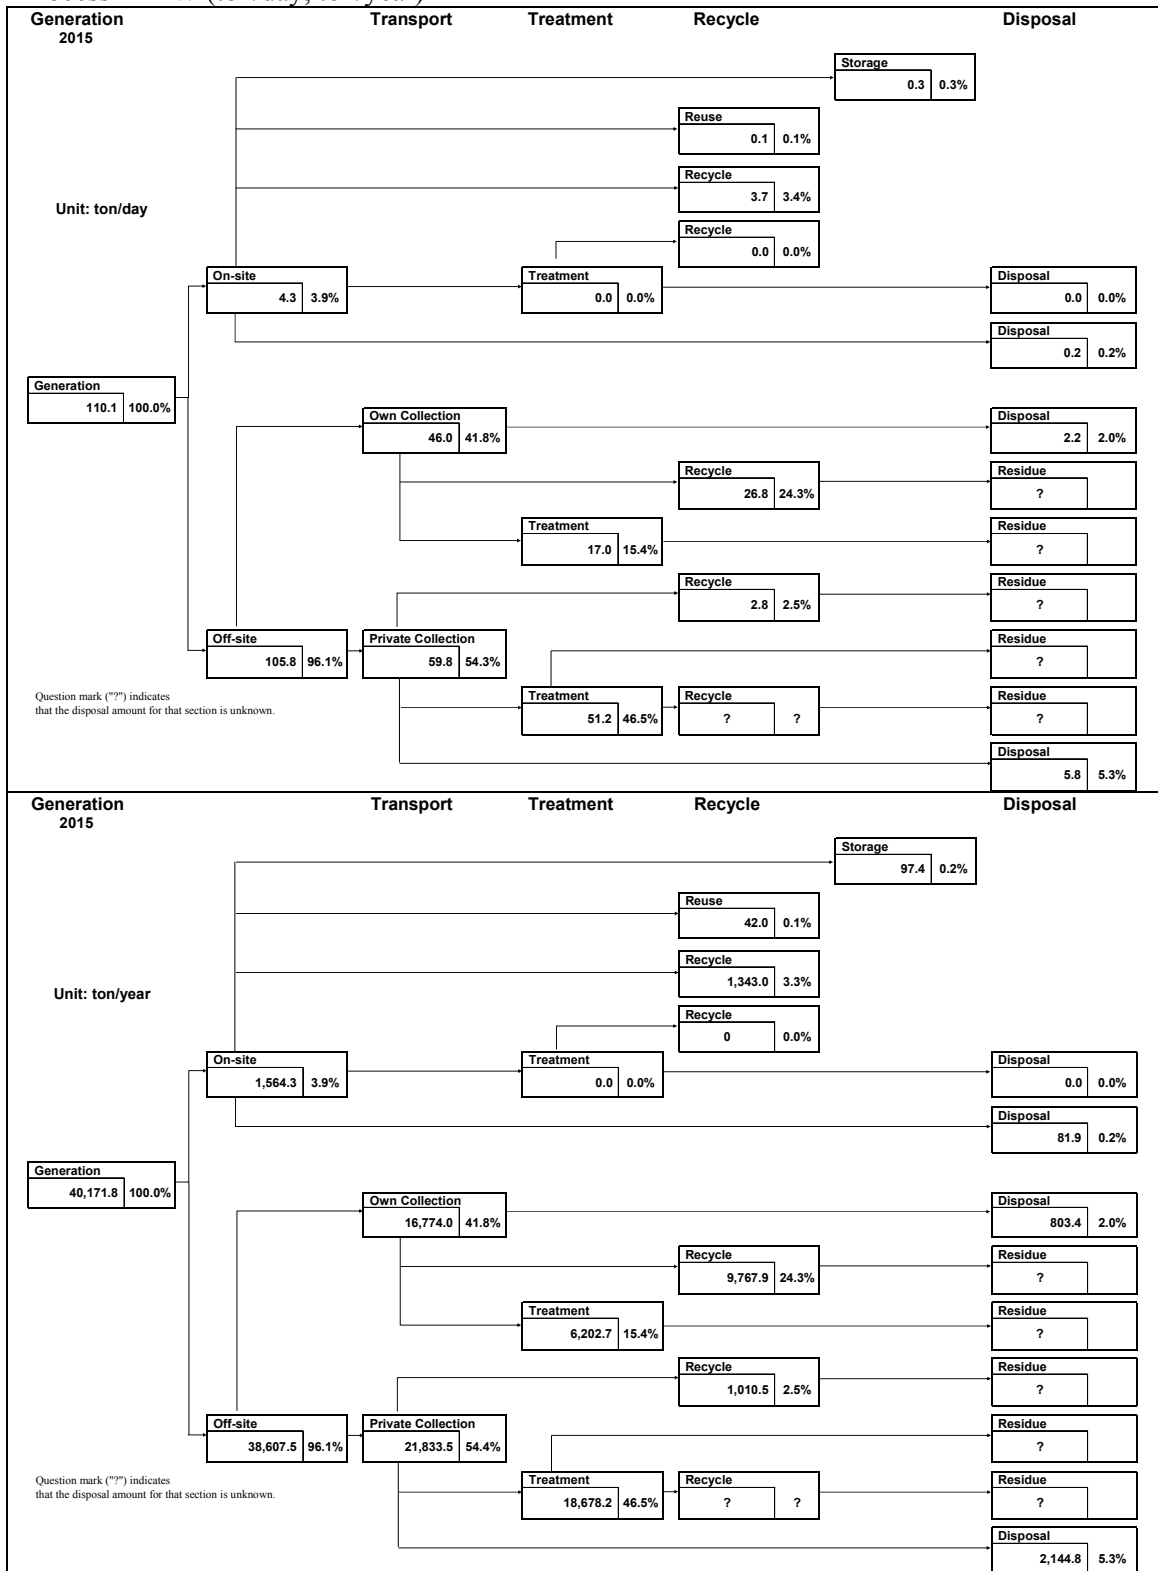 Generation Transport Treatment Recycle Disposal
2015
Storage
0.3 0.3%
Reuse
0.1 0.1%
Recycle
3.7 3.4%
Unit: ton/day
Recycle
0.0 0.0%
On-site Treatment Disposal
4.3 3.9% 0.0 0.0% 0.0 0.0%
Disposal
0.2 0.2%
Generation
110.1 100.0%
Own Collection Disposal
46.0 41.8% 2.2 2.0%
Recycle Residue
26.8 24.3% ?
Treatment Residue
17.0 15.4% ?
Recycle Residue
2.8 2.5% ?
Off-site Private Collection Residue
105.8 96.1% 59.8 54.3% ?
Treatment Recycle Residue
51.2 46.5% ? ? ?
Question mark ("?") indicates
that the disposal amount for that section is unknown.
Disposal
5.8 5.3%
Generation Transport Treatment Recycle Disposal
2015
Storage
97.4 0.2%
Reuse
42.0 0.1%
Recycle
1,343.0 3.3%
Unit: ton/year
Recycle
0 0.0%
On-site Treatment Disposal
1,564.3 3.9% 0.0 0.0% 0.0 0.0%
Disposal
81.9 0.2%
Generation
40,171.8 100.0%
Own Collection Disposal
16,774.0 41.8% 803.4 2.0%
Recycle Residue
9,767.9 24.3% ?
Treatment Residue
6,202.7 15.4% ?
Recycle Residue
1,010.5 2.5% ?
Off-site Private Collection Residue
38,607.5 96.1% 21,833.5 54.4% ?
Treatment Recycle Residue
18,678.2 46.5% ? ? ?
Question mark ("?") indicates
that the disposal amount for that section is unknown.
Disposal
2,144.8 5.3%